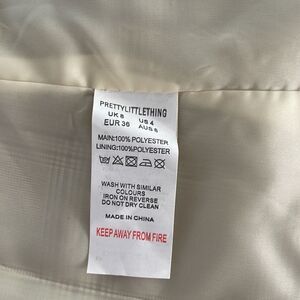 PRETTYLITTLETHING
UK 8 US 4
EUR 36 AUS 8
MAIN:100% POLYESTER
LINING:100%POLYESTER
WASH WITH SIMILAR
COLOURS
IRON ON REVERSE
DO NOT DRY CLEAN
MADE IN CHINA
KEEP AWAY FROM FIRE